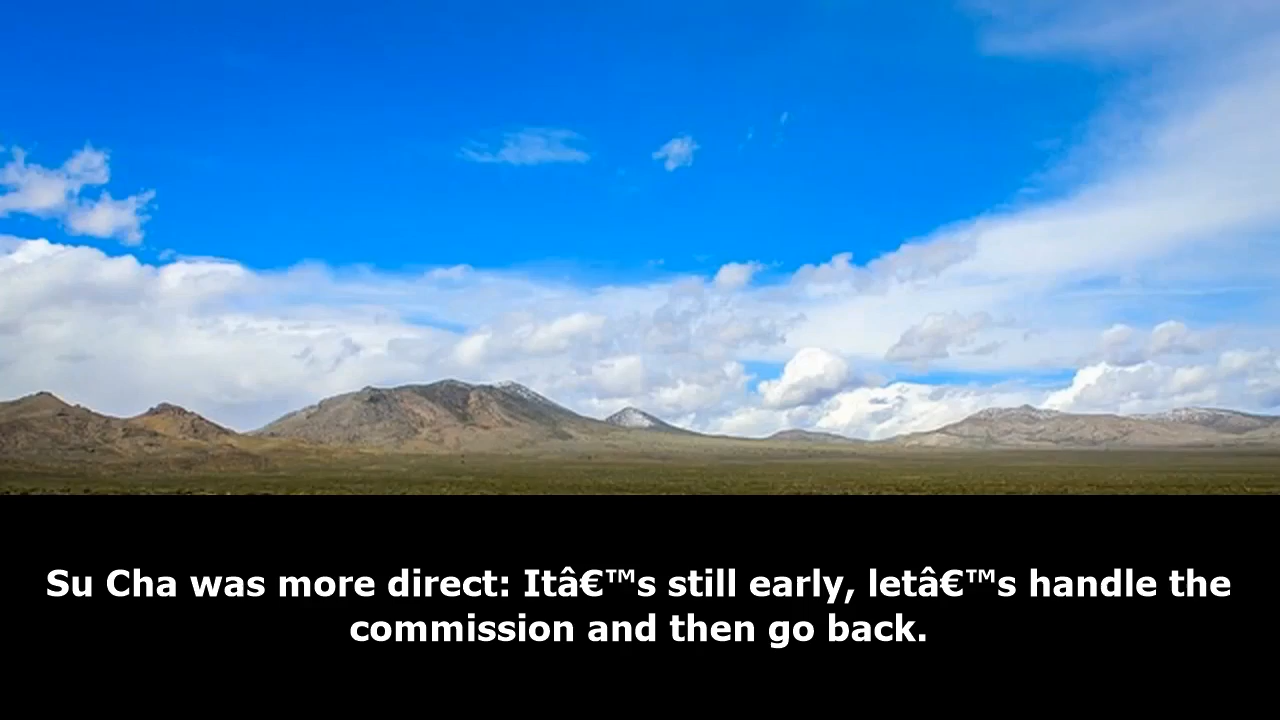 Su Cha was more direct: Itâ€™s still early, letâ€™s handle the
commission and then go back.